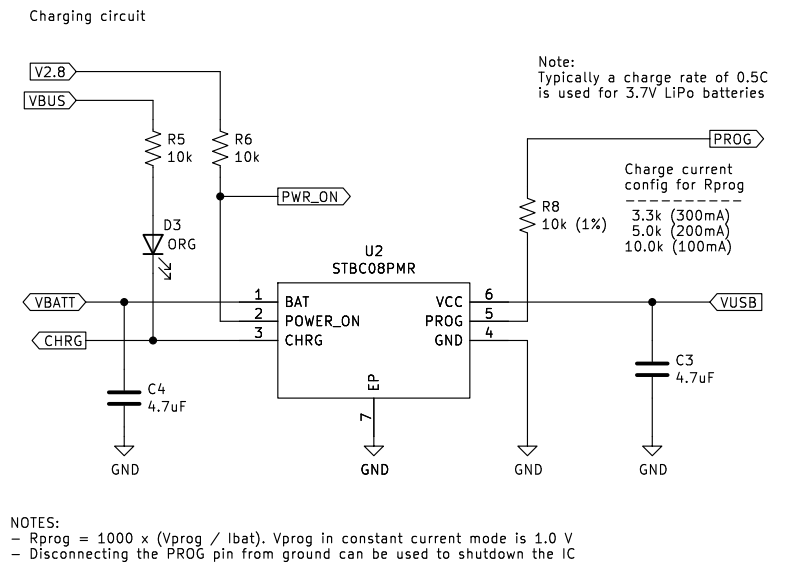 Charging circuit
V2.8
VBUS
Note:
Typically a charge rate of 0.5C
is used for 3.7V LiPo batteries
R5
10k
R6
10k
PROG
PWR_ON
Charge current
config for Rprog
- - - - - - - - - - -
3.3k (300mA)
5.0k (200mA)
10.0k (100mA)
R8
10k (1%)
D3
ORG
U2
STBC08PMR
VBATT
1
BAT
VCC
6
VUSB
2
POWER_ON
PROG
5
CHRG
3
CHRG
GND
4
C3
4.7uF
C4
4.7uF
EP
7
GND
GND
GND
GND
NOTES:
– Rprog = 1000 x (Vprog / Ibat). Vprog in constant current mode is 1.0 V
– Disconnecting the PROG pin from ground can be used to shutdown the IC